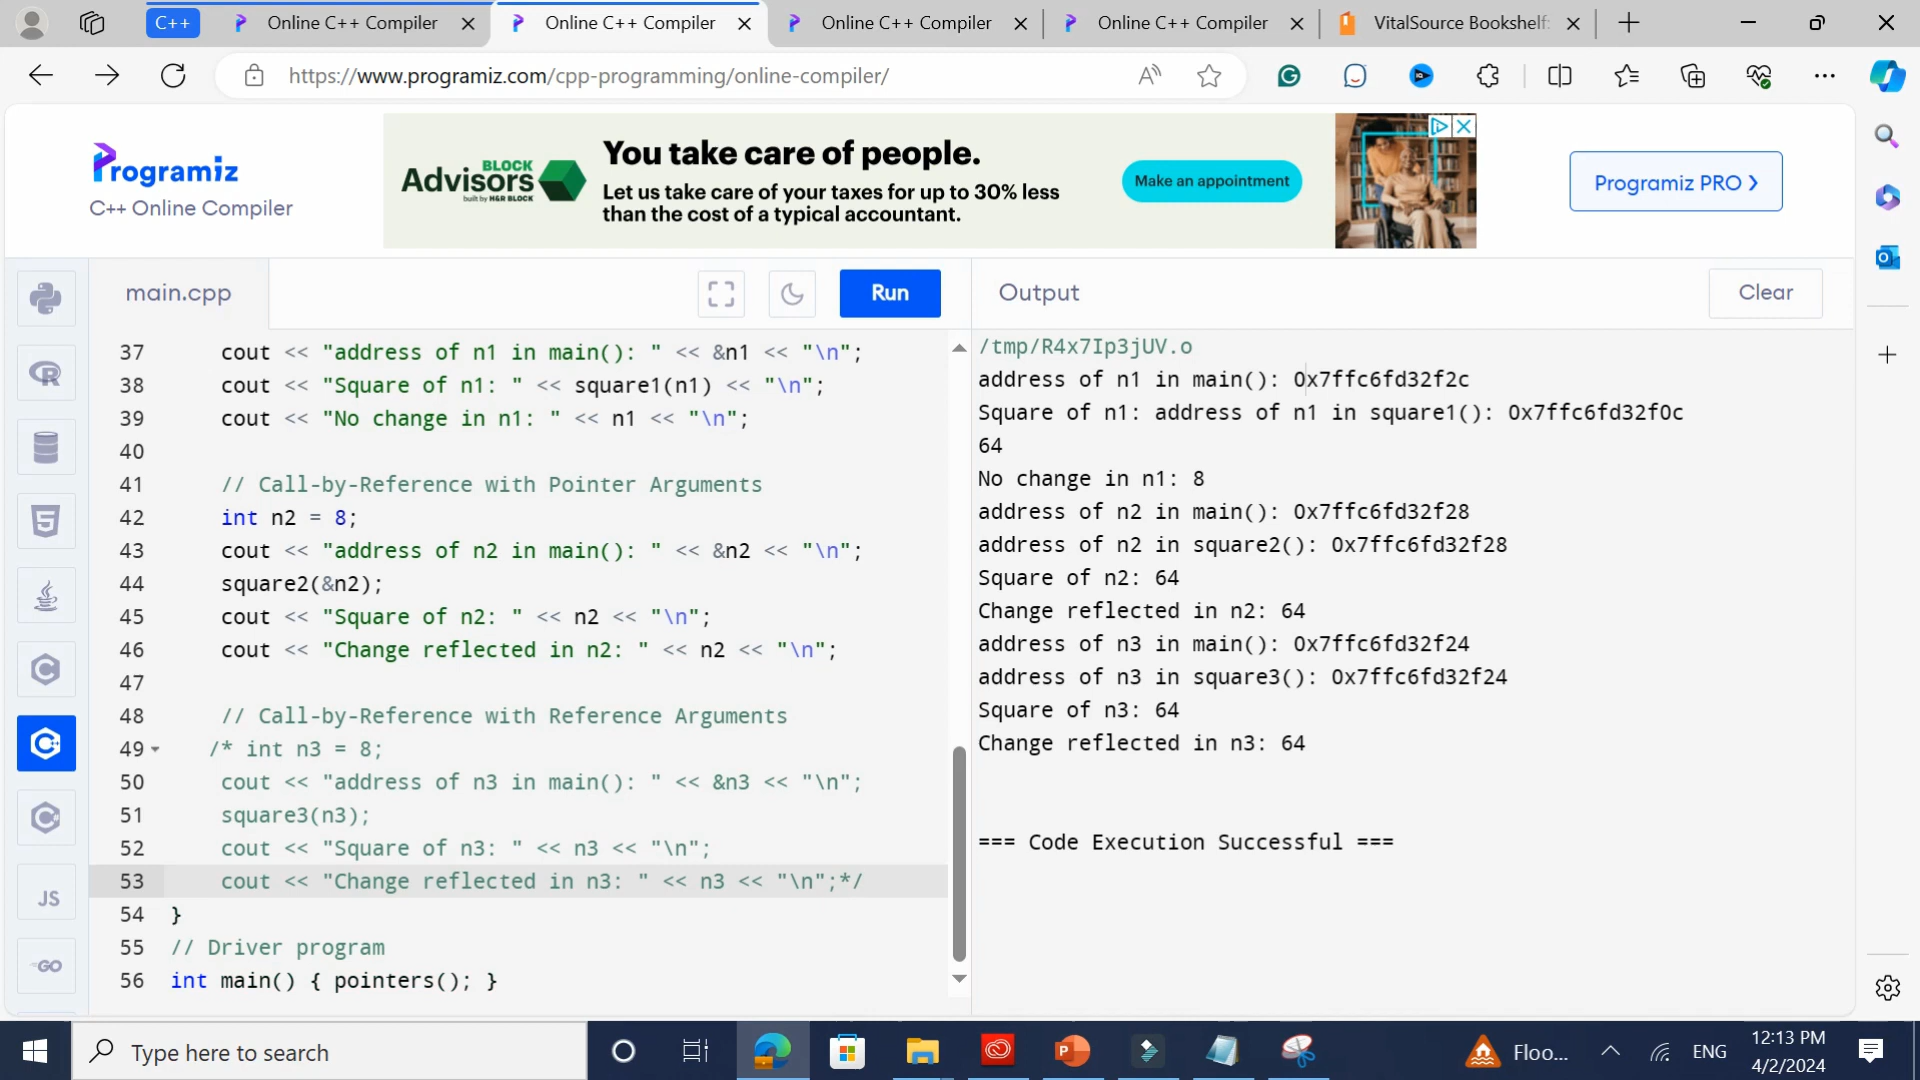 C++
Online C++ Compiler
Online C++ Compiler
Online C++ Compiler
Online C++ Compiler
VitalSource Bookshelf:
https://www.programiz.com/cpp-programming/online-compiler/
Programiz
C++ Online Compiler
BLOCK
Advisors
built by H&R BLOCK
You take care of people.
Let us take care of your taxes for up to 30% less
than the cost of a typical accountant.
Make an appointment
Programiz PRO ›
main.cpp
Run
Output
Clear
37 cout << "address of n1 in main(): " << &n1 << "\n";
38 cout << "Square of n1: " << square1(n1) << "\n";
39 cout << "No change in n1: " << n1 << "\n";
40
41 // Call-by-Reference with Pointer Arguments
42 int n2 = 8;
43 cout << "address of n2 in main(): " << &n2 << "\n";
44 square2(&n2);
45 cout << "Square of n2: " << n2 << "\n";
46 cout << "Change reflected in n2: " << n2 << "\n";
47
48 // Call-by-Reference with Reference Arguments
49 /* int n3 = 8;
50 cout << "address of n3 in main(): " << &n3 << "\n";
51 square3(n3);
52 cout << "Square of n3: " << n3 << "\n";
53 cout << "Change reflected in n3: " << n3 << "\n";*/
54 }
55 // Driver program
56 int main() { pointers(); }
/tmp/R4x7Ip3jUV.o
address of n1 in main(): 0x7ffc6fd32f2c
Square of n1: address of n1 in square1(): 0x7ffc6fd32f0c
64
No change in n1: 8
address of n2 in main(): 0x7ffc6fd32f28
address of n2 in square2(): 0x7ffc6fd32f28
Square of n2: 64
Change reflected in n2: 64
address of n3 in main(): 0x7ffc6fd32f24
address of n3 in square3(): 0x7ffc6fd32f24
Square of n3: 64
Change reflected in n3: 64
=== Code Execution Successful ===
JS
GO
Type here to search
Floo...
ENG
12:13 PM
4/2/2024